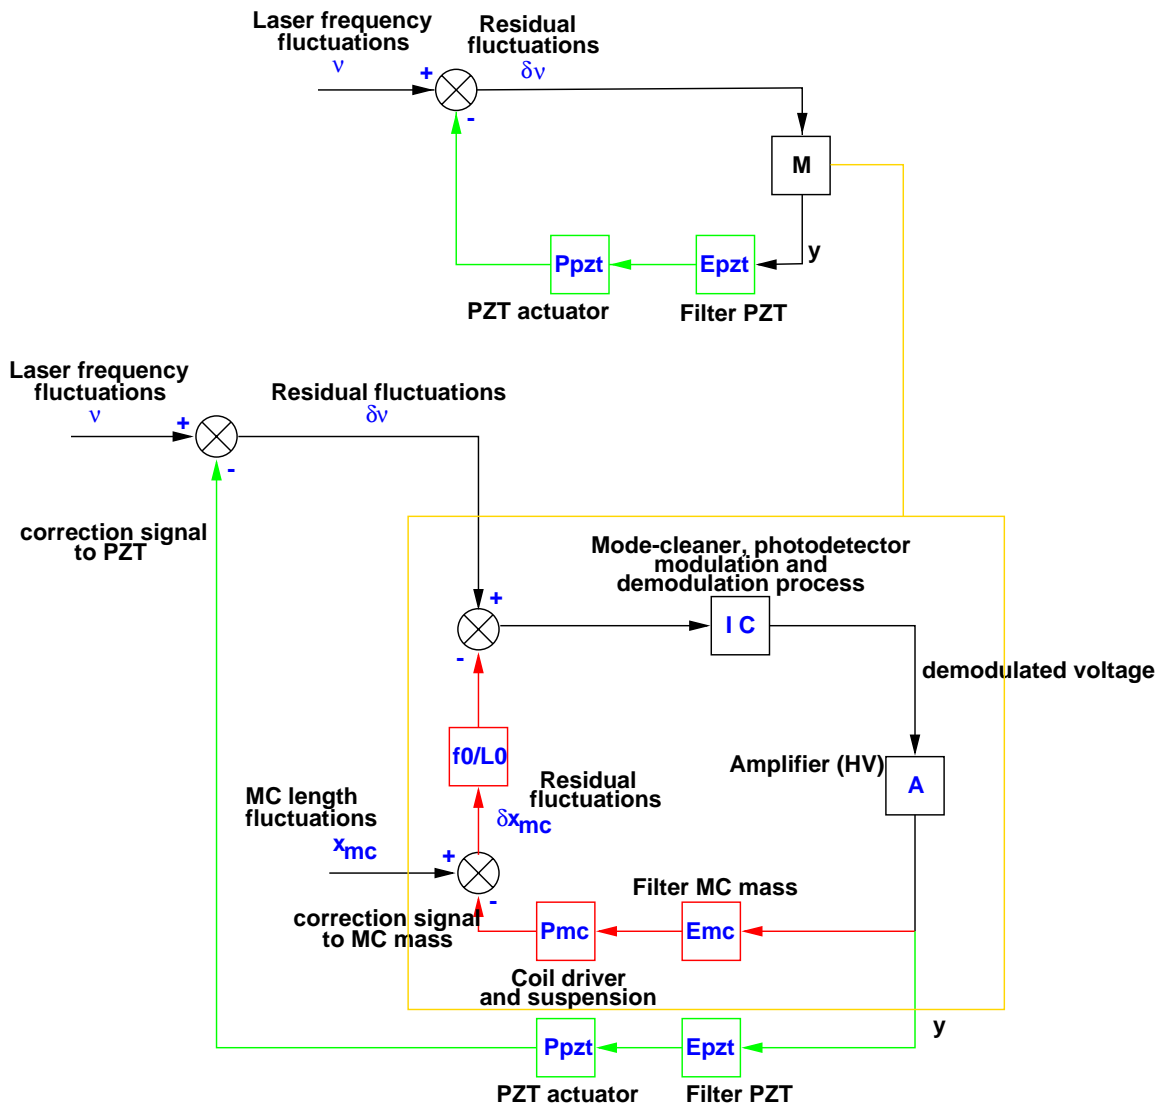 Laser frequency
fluctuations
ν
+
-
Residual
fluctuations
δν
M
y
Ppzt
Epzt
PZT actuator
Filter PZT
Laser frequency
fluctuations
ν
+
-
Residual fluctuations
δν
correction signal
to PZT
Mode-cleaner, photodetector
modulation and
demodulation process
+
-
I C
demodulated voltage
f0/L0
Amplifier (HV)
A
Residual
fluctuations
δxmc
MC length
fluctuations
xmc
+
-
correction signal
to MC mass
Filter MC mass
Pmc
Emc
Coil driver
and suspension
y
Ppzt
Epzt
PZT actuator
Filter PZT